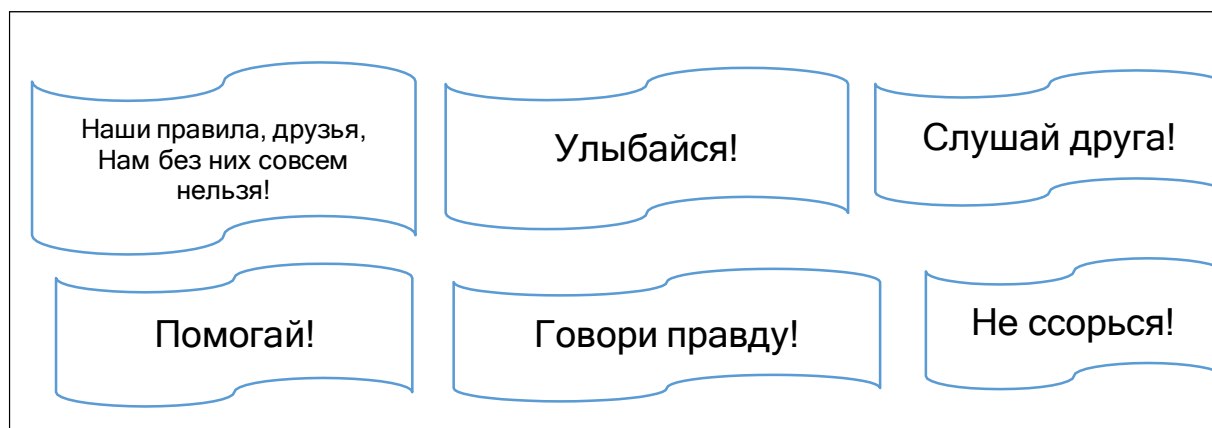 Наши правила, друзья,
Нам без них совсем
нельзя!
Улыбайся!
Слушай друга!
Помогай!
Говори правду!
Не ссорься!